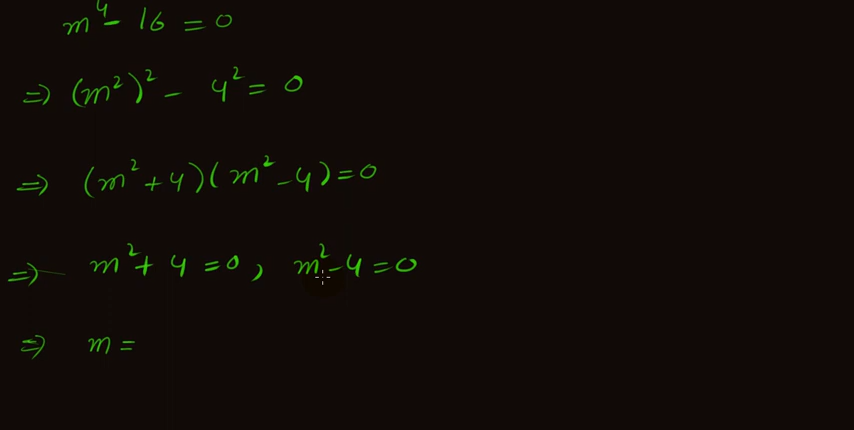 m⁴ - 16 = 0
⇒ (m²)² - 4² = 0
⇒ (m² + 4)(m² - 4) = 0
⇒ m² + 4 = 0, m² - 4 = 0
⇒ m =